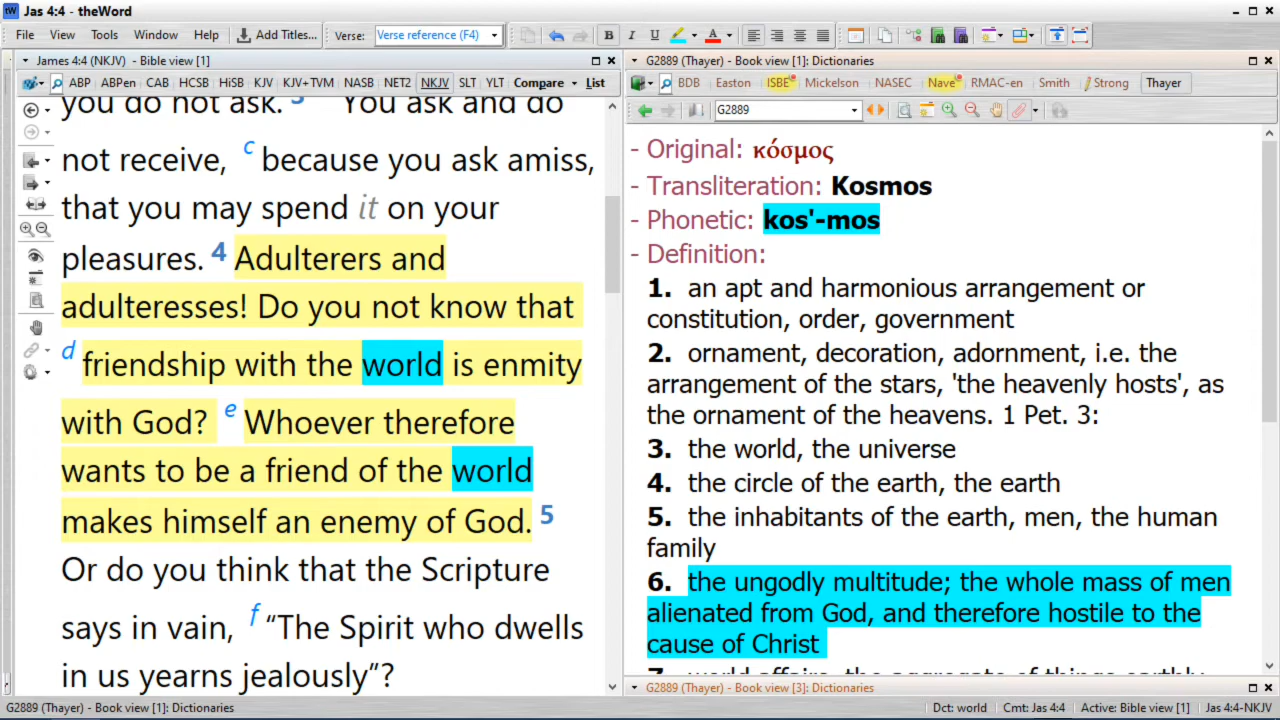 tW Jas 4:4 - theWord
File View Tools Window Help Add Titles... Verse: Verse reference (F4) B I U A
James 4:4 (NKJV) - Bible view [1]
ABP ABPen CAB HCSB HiSB KJV KJV+TVM NASB NET2 NKJV SLT YLT Compare List
you do not ask. 3 You ask and do
not receive, c because you ask amiss,
that you may spend it on your
pleasures. 4 Adulterers and
adulteresses! Do you not know that
d friendship with the world is enmity
with God? e Whoever therefore
wants to be a friend of the world
makes himself an enemy of God. 5
Or do you think that the Scripture
says in vain, f “The Spirit who dwells
in us yearns jealously”?
G2889 (Thayer) - Book view [1]: Dictionaries
BDB Easton ISBE Mickelson NASEC Nave RMAC-en Smith Strong Thayer
G2889
- Original: κόσμος
- Transliteration: Kosmos
- Phonetic: kos'-mos
- Definition:
1. an apt and harmonious arrangement or
constitution, order, government
2. ornament, decoration, adornment, i.e. the
arrangement of the stars, 'the heavenly hosts', as
the ornament of the heavens. 1 Pet. 3:
3. the world, the universe
4. the circle of the earth, the earth
5. the inhabitants of the earth, men, the human
family
6. the ungodly multitude; the whole mass of men
alienated from God, and therefore hostile to the
cause of Christ
7. world affairs, the aggregate of things earthly
G2889 (Thayer) - Book view [3]: Dictionaries
G2889 (Thayer) - Book view [1]: Dictionaries Dct: world Cmt: Jas 4:4 Active: Bible view [1] Jas 4:4-NKJV